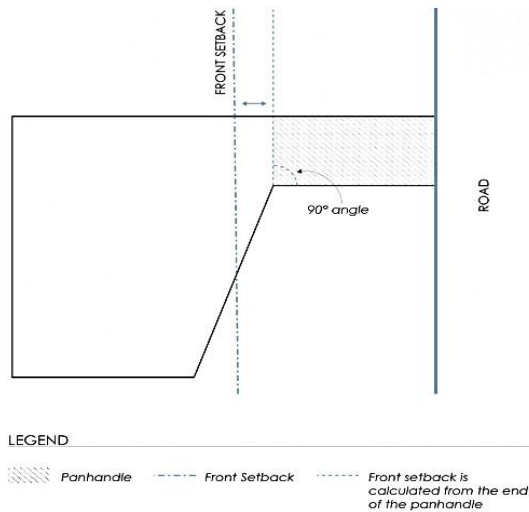 FRONT SETBACK
90° angle
ROAD
LEGEND
Panhandle
Front Setback
Front setback is
calculated from the end
of the panhandle